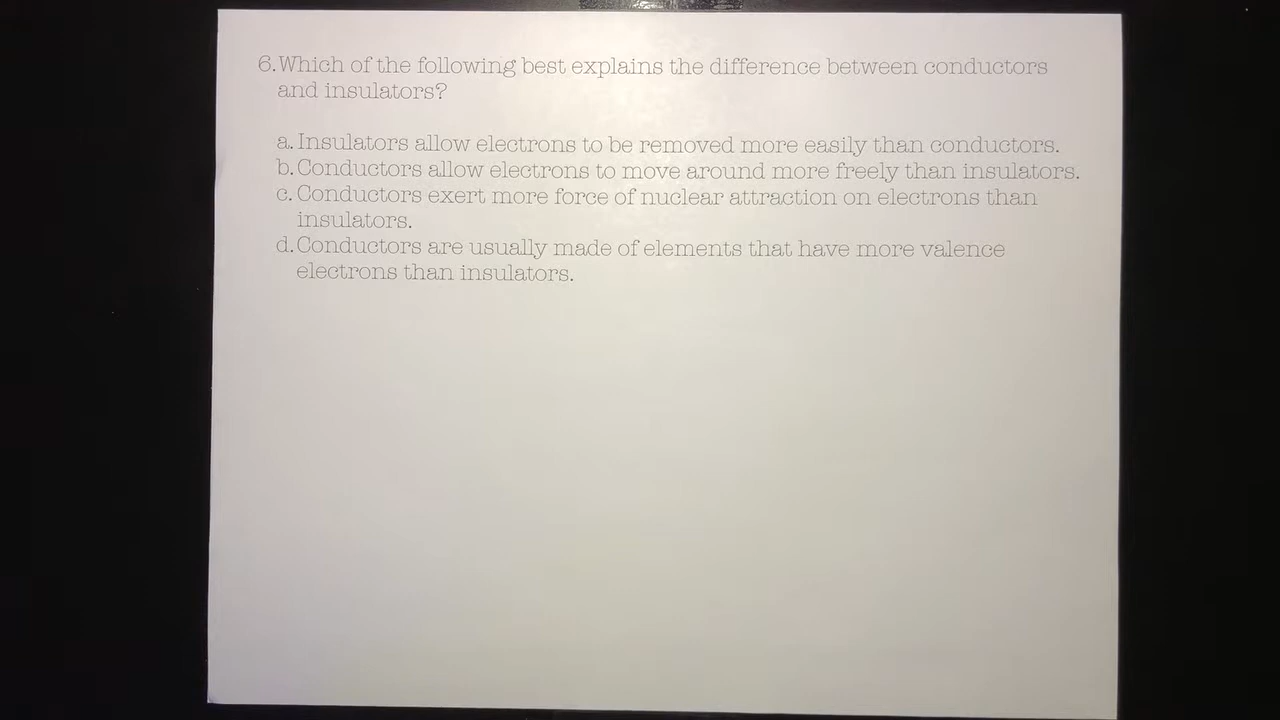 6. Which of the following best explains the difference between conductors
and insulators?
a. Insulators allow electrons to be removed more easily than conductors.
b. Conductors allow electrons to move around more freely than insulators.
c. Conductors exert more force of nuclear attraction on electrons than
insulators.
d. Conductors are usually made of elements that have more valence
electrons than insulators.